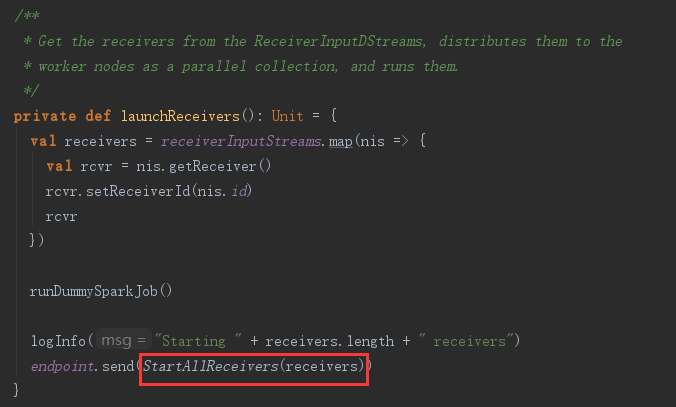 /**
 * Get the receivers from the ReceiverInputDStreams, distributes them to the
 * worker nodes as a parallel collection, and runs them.
 */
private def launchReceivers(): Unit = {
  val receivers = receiverInputStreams.map(nis => {
    val rcvr = nis.getReceiver()
    rcvr.setReceiverId(nis.id)
    rcvr
  })
  runDummySparkJob()
  logInfo( msg = "Starting " + receivers.length + " receivers")
  endpoint.send(StartAllReceivers(receivers))
}